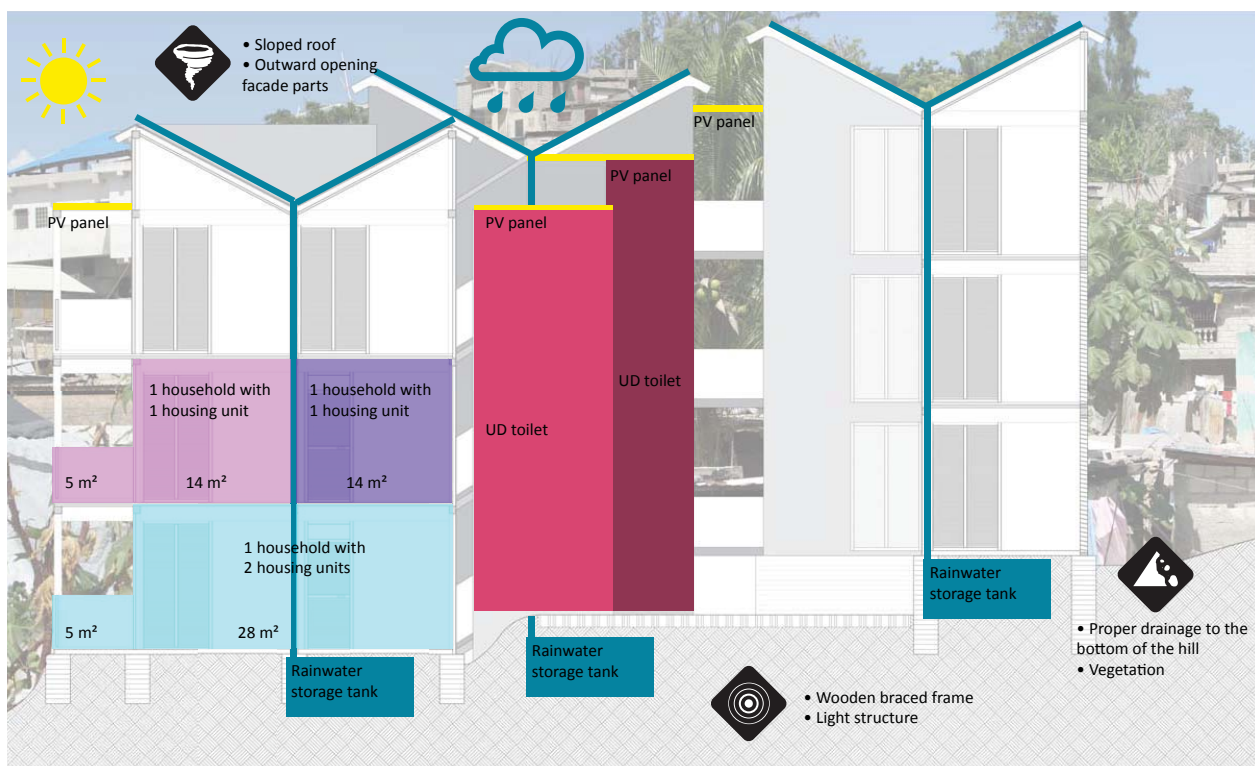 • Sloped roof
• Outward opening
facade parts
PV panel
PV panel
PV panel
PV panel
1 household with
1 housing unit
1 household with
1 housing unit
UD toilet
UD toilet
5 m²
14 m²
14 m²
1 household with
2 housing units
5 m²
28 m²
Rainwater
storage tank
Rainwater
storage tank
Rainwater
storage tank
• Proper drainage to the
bottom of the hill
• Vegetation
• Wooden braced frame
• Light structure